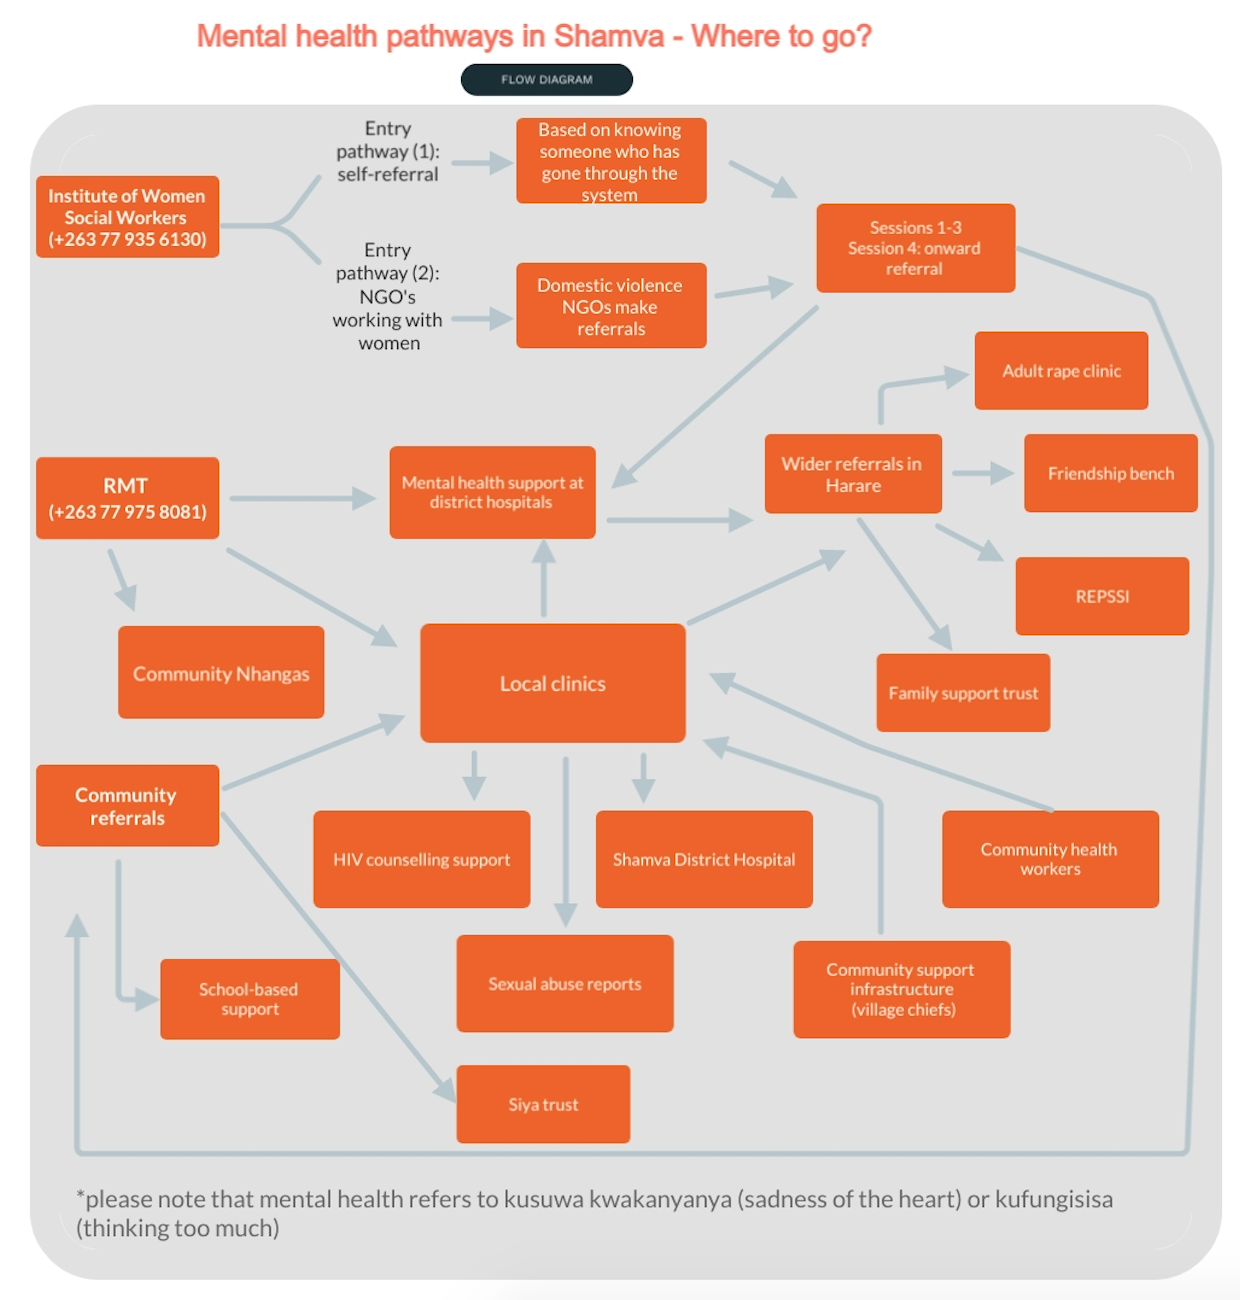 Mental health pathways in Shamva - Where to go?
FLOW DIAGRAM
Institute of Women
Social Workers
(+263 77 935 6130)
Entry
pathway (1):
self-referral
Based on knowing
someone who has
gone through the
system
Entry
pathway (2):
NGO's
working with
women
Domestic violence
NGOs make
referrals
Sessions 1-3
Session 4: onward
referral
Adult rape clinic
RMT
(+263 77 975 8081)
Mental health support at
district hospitals
Wider referrals in
Harare
Friendship bench
REPSSI
Community Nhangas
Local clinics
Family support trust
Community
referrals
HIV counselling support
Shamva District Hospital
Community health
workers
School-based
support
Sexual abuse reports
Community support
infrastructure
(village chiefs)
Siya trust
*please note that mental health refers to kusuwa kwakanyanya (sadness of the heart) or kufungisisa
(thinking too much)